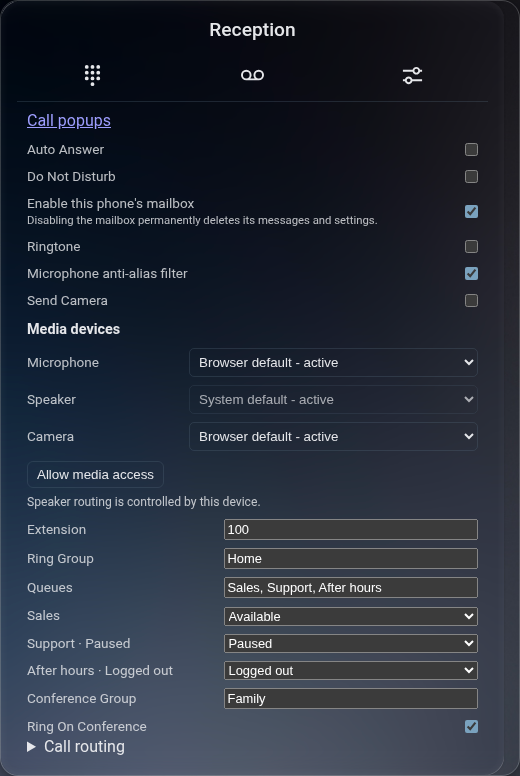 Reception
Call popups
Auto Answer
Do Not Disturb
Enable this phone's mailbox
Disabling the mailbox permanently deletes its messages and settings.
Ringtone
Microphone anti-alias filter
Send Camera
Media devices
Microphone Browser default - active
Speaker System default - active
Camera Browser default - active
Allow media access
Speaker routing is controlled by this device.
Extension 100
Ring Group Home
Queues Sales, Support, After hours
Sales Available
Support · Paused Paused
After hours · Logged out Logged out
Conference Group Family
Ring On Conference
Call routing